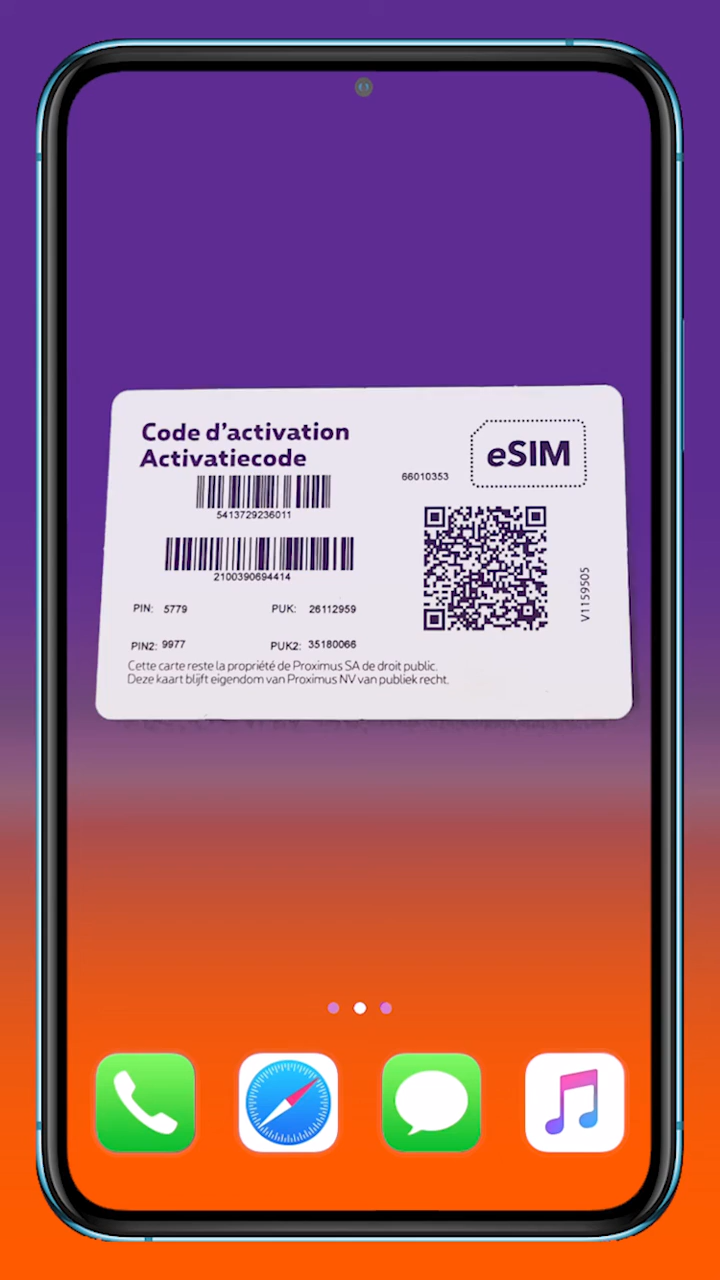 Code d'activation
Activatiecode
eSIM
66010353
5413729236011
2100390694414
PIN: 5779 PUK: 26112959
PIN2: 9977 PUK2: 35180066
V1159505
Cette carte reste la propriété de Proximus SA de droit public.
Deze kaart blijft eigendom van Proximus NV van publiek recht.